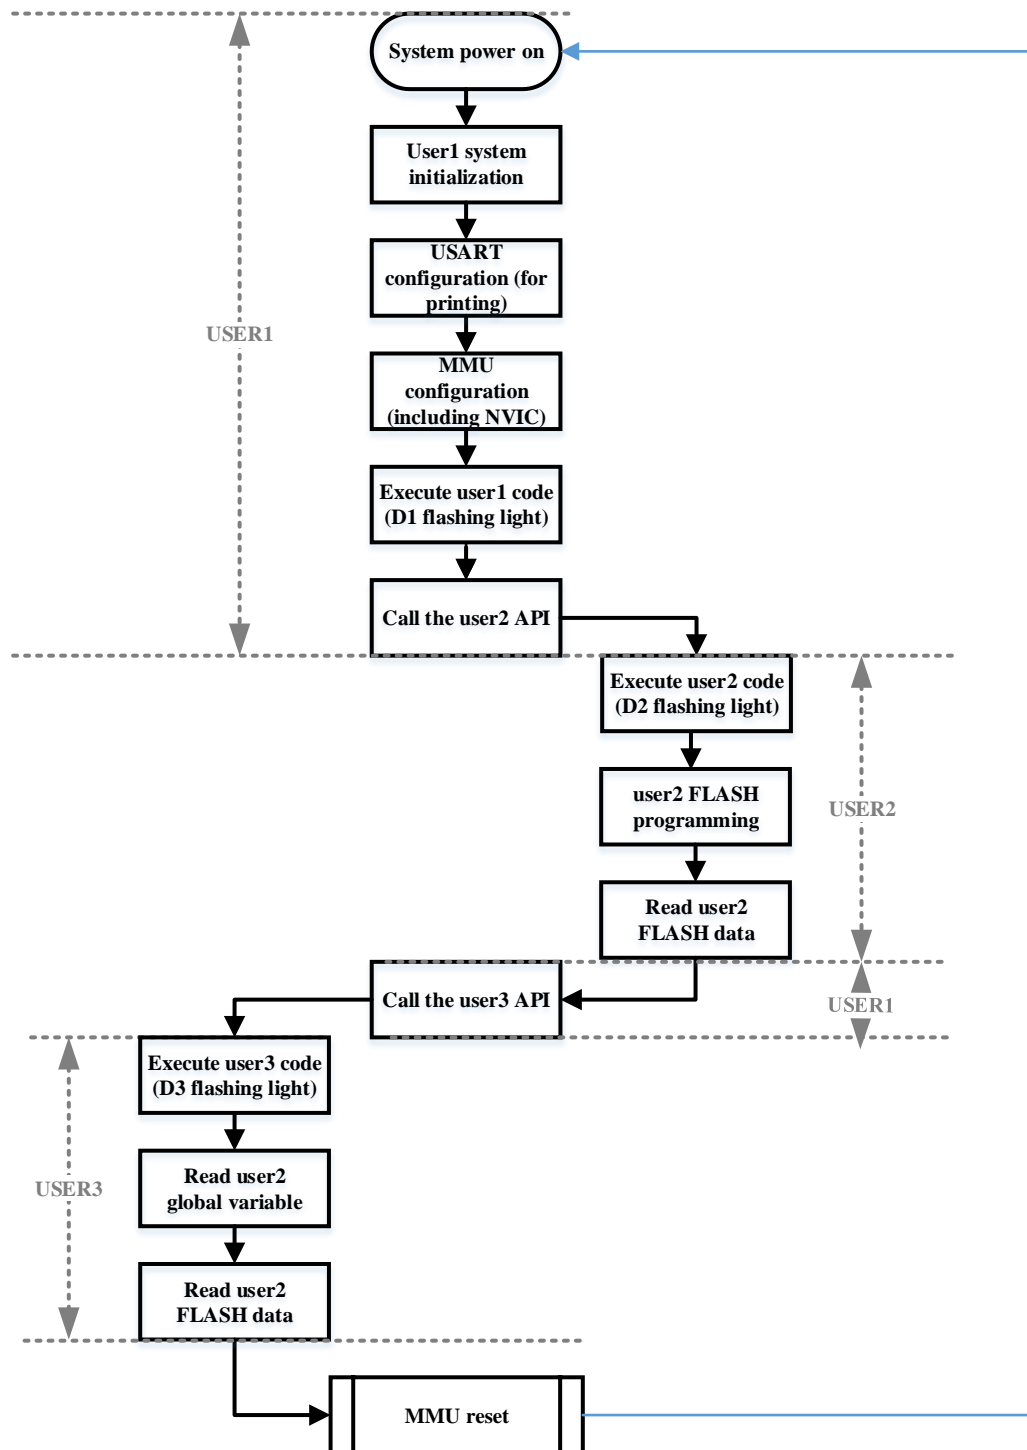 System power on
User1 system
initialization
USART
configuration (for
printing)
USER1
MMU
configuration
(including NVIC)
Execute user1 code
(D1 flashing light)
Call the user2 API
Execute user2 code
(D2 flashing light)
user2 FLASH
programming
USER2
Read user2
FLASH data
Call the user3 API
USER1
Execute user3 code
(D3 flashing light)
Read user2
global variable
USER3
Read user2
FLASH data
MMU reset